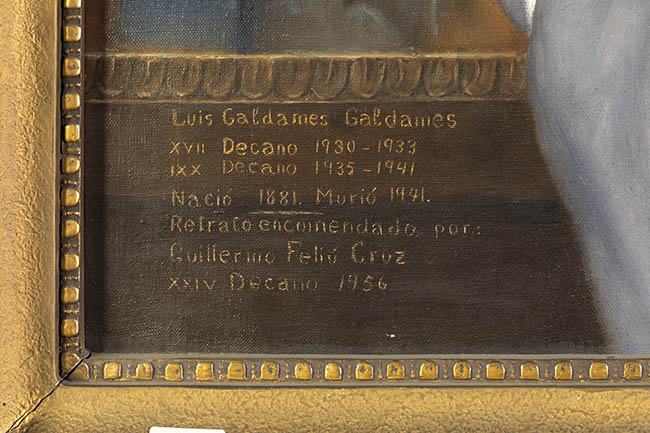 Luis Galdames Galdames
XVII Decano 1930-1933
IXX Decano 1935-1941
Nació 1881. Murió 1941.
Retrato encomendado por:
Guillermo Feliú Cruz
XXIV Decano 1956